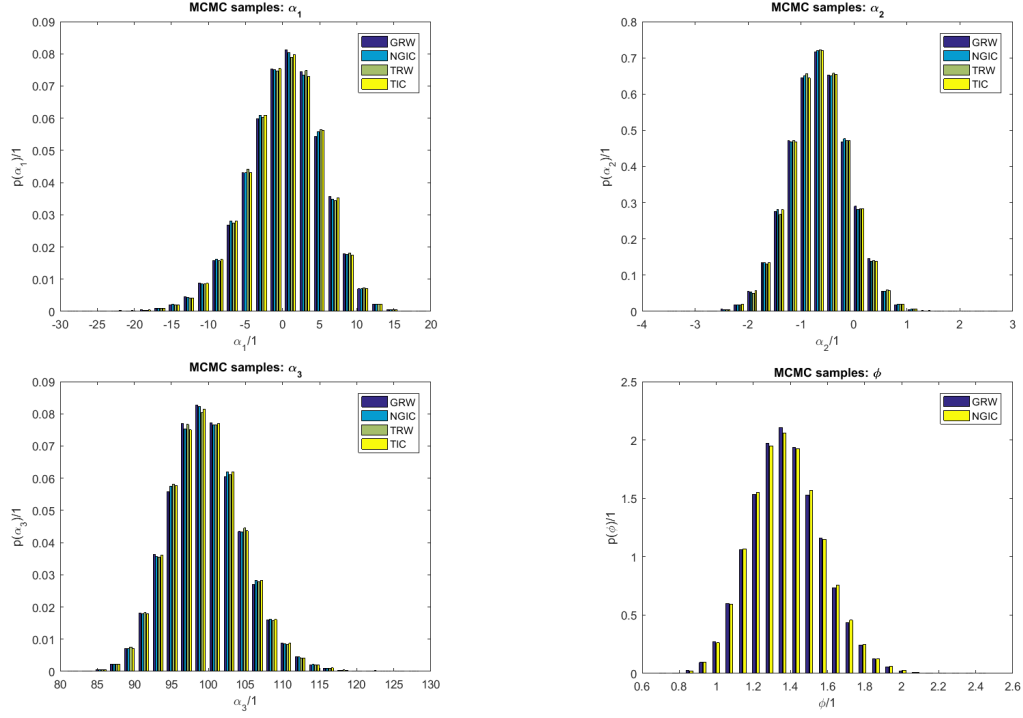 MCMC samples: α₁
0.09
0.08
0.07
0.06
0.05
0.04
0.03
0.02
0.01
0
p(α₁)/1
GRW
NGIC
TRW
TIC
-30 -25 -20 -15 -10 -5 0 5 10 15 20
α₁/1
MCMC samples: α₂
0.8
0.7
0.6
0.5
0.4
0.3
0.2
0.1
0
p(α₂)/1
GRW
NGIC
TRW
TIC
-4 -3 -2 -1 0 1 2 3
α₂/1
MCMC samples: α₃
0.09
0.08
0.07
0.06
0.05
0.04
0.03
0.02
0.01
0
p(α₃)/1
GRW
NGIC
TRW
TIC
80 85 90 95 100 105 110 115 120 125 130
α₃/1
MCMC samples: ϕ
2.5
2
1.5
1
0.5
0
p(ϕ)/1
GRW
NGIC
0.6 0.8 1 1.2 1.4 1.6 1.8 2 2.2 2.4 2.6
ϕ/1